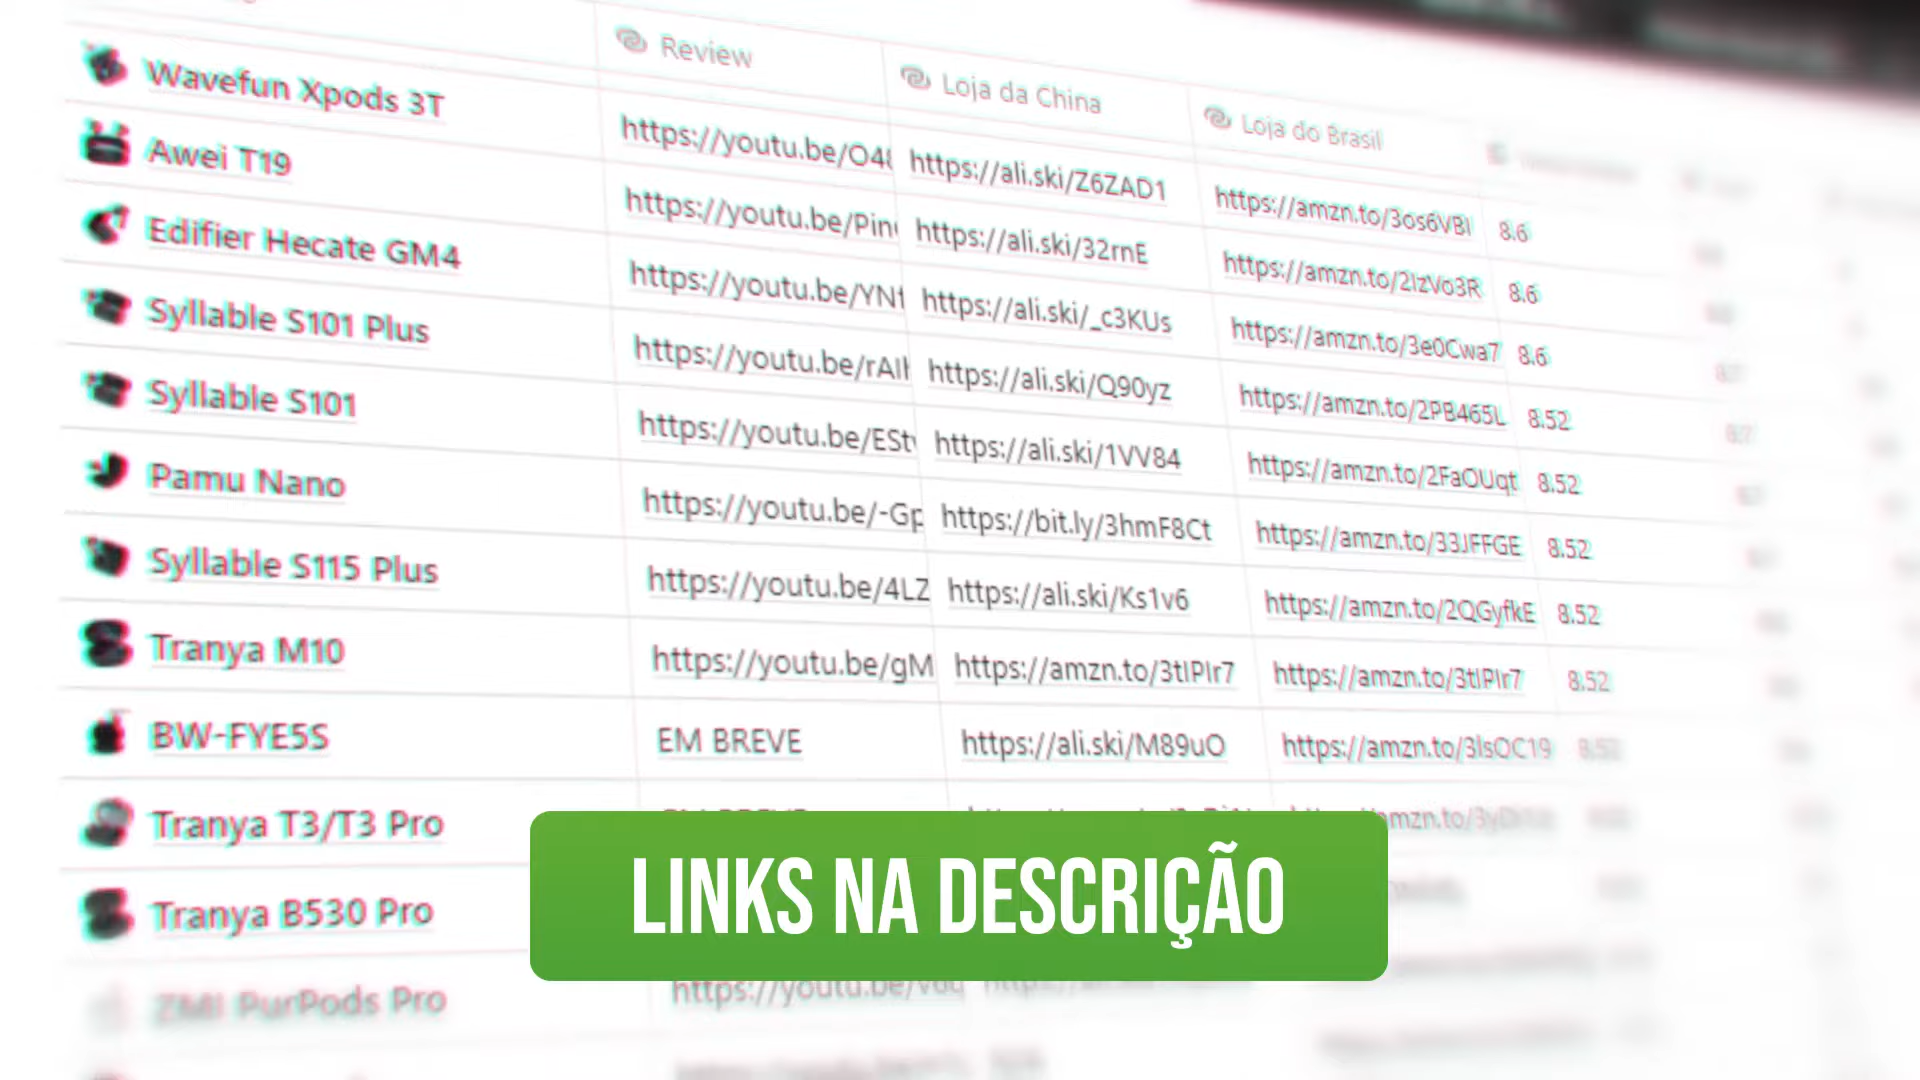 Review
Loja da China
Loja do Brasil
Wavefun Xpods 3T
https://youtu.be/O48
https://ali.ski/Z6ZAD1
https://amzn.to/3os6VBI
8.6
Awei T19
https://youtu.be/Pin
https://ali.ski/32rnE
https://amzn.to/2IzVo3R
8.6
Edifier Hecate GM4
https://youtu.be/YNf
https://ali.ski/_c3KUs
https://amzn.to/3e0Cwa7
8.6
Syllable S101 Plus
https://youtu.be/rAIh
https://ali.ski/Q90yz
https://amzn.to/2PB465L
8.52
Syllable S101
https://youtu.be/EStv
https://ali.ski/1VV84
https://amzn.to/2FaOUqt
8.52
Pamu Nano
https://youtu.be/-Gp
https://bit.ly/3hmF8Ct
https://amzn.to/33JFFGE
8.52
Syllable S115 Plus
https://youtu.be/4LZ
https://ali.ski/Ks1v6
https://amzn.to/2QGyfkE
8.52
Tranya M10
https://youtu.be/gM
https://amzn.to/3tIPIr7
https://amzn.to/3tIPIr7
8.52
BW-FYE5S
EM BREVE
https://ali.ski/M89uO
https://amzn.to/3lsOC19
8.52
Tranya T3/T3 Pro
Tranya B530 Pro
LINKS NA DESCRIÇÃO
ZMI PurPods Pro